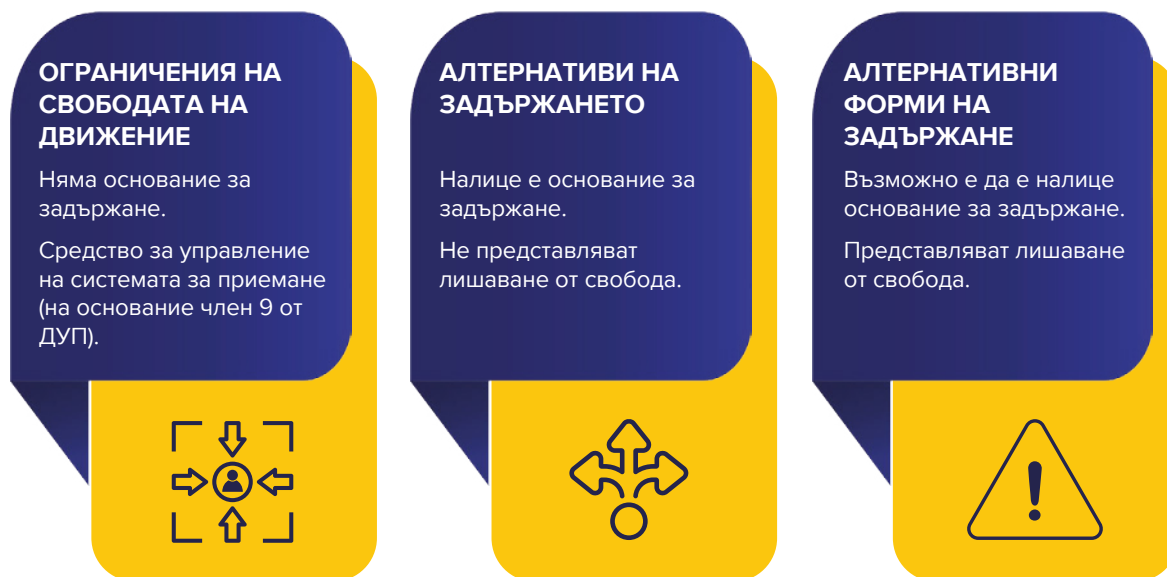 ОГРАНИЧЕНИЯ НА
СВОБОДАТА НА
ДВИЖЕНИЕ
Няма основание за
задържане.
Средство за управление
на системата за приемане
(на основание член 9 от
ДУП).
АЛТЕРНАТИВИ НА
ЗАДЪРЖАНЕТО
Налице е основание за
задържане.
Не представляват
лишаване от свобода.
АЛТЕРНАТИВНИ
ФОРМИ НА
ЗАДЪРЖАНЕ
Възможно е да е налице
основание за задържане.
Представляват лишаване
от свобода.